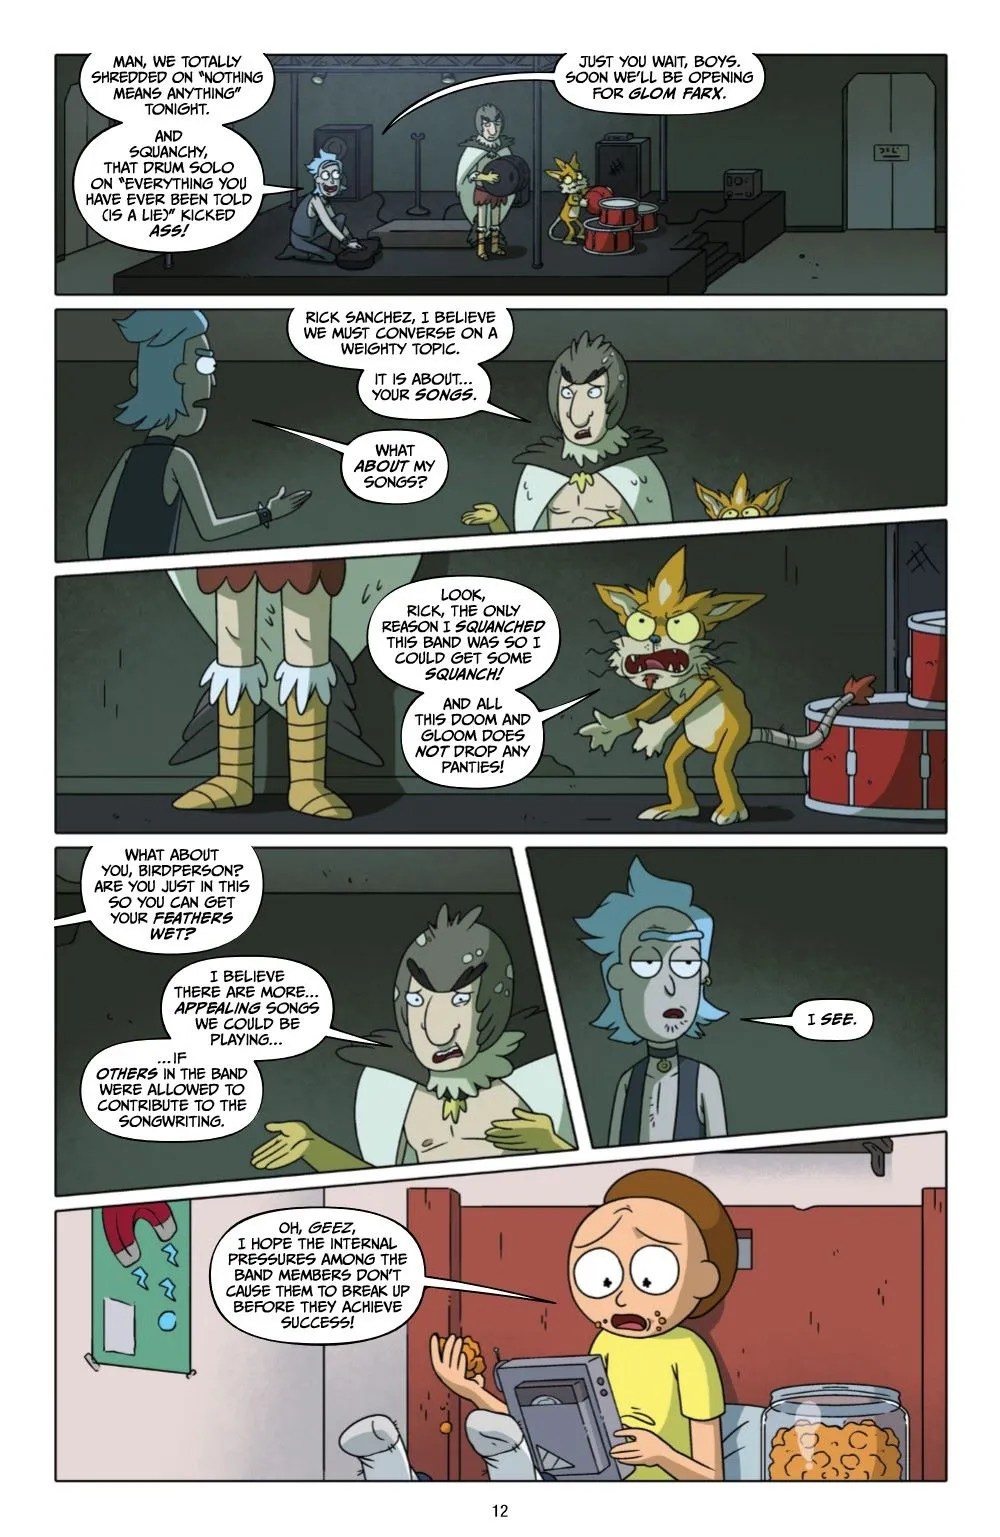 MAN, WE TOTALLY
SHREDDED ON "NOTHING
MEANS ANYTHING"
TONIGHT.
AND
SQUANCHY,
THAT DRUM SOLO
ON "EVERYTHING YOU
HAVE EVER BEEN TOLD
(IS A LIE)" KICKED
ASS!
JUST YOU WAIT, BOYS.
SOON WE'LL BE OPENING
FOR GLOM FARX.
RICK SANCHEZ, I BELIEVE
WE MUST CONVERSE ON A
WEIGHTY TOPIC.
IT IS ABOUT...
YOUR SONGS.
WHAT
ABOUT MY
SONGS?
LOOK,
RICK, THE ONLY
REASON I SQUANCHED
THIS BAND WAS SO I
COULD GET SOME
SQUANCH!
AND ALL
THIS DOOM AND
GLOOM DOES
NOT DROP ANY
PANTIES!
WHAT ABOUT
YOU, BIRDPERSON?
ARE YOU JUST IN THIS
SO YOU CAN GET
YOUR FEATHERS
WET?
I BELIEVE
THERE ARE MORE...
APPEALING SONGS
WE COULD BE
PLAYING...
...IF
OTHERS IN THE BAND
WERE ALLOWED TO
CONTRIBUTE TO THE
SONGWRITING.
I SEE.
OH, GEEZ,
I HOPE THE INTERNAL
PRESSURES AMONG THE
BAND MEMBERS DON'T
CAUSE THEM TO BREAK UP
BEFORE THEY ACHIEVE
SUCCESS!
12